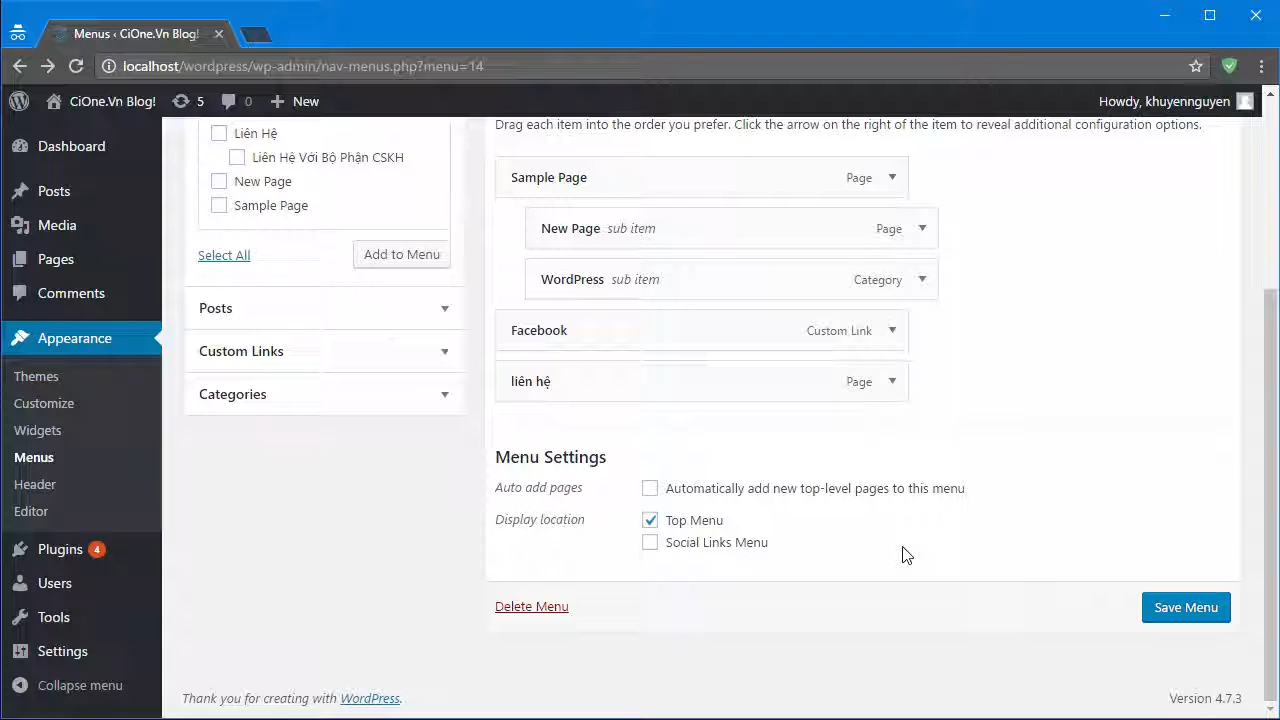 Menus ‹ CiOne.Vn Blog!
localhost/wordpress/wp-admin/nav-menus.php?menu=14
CiOne.Vn Blog! 5 0 New
Howdy, khuyennguyen
Dashboard
Posts
Media
Pages
Comments
Appearance
Themes
Customize
Widgets
Menus
Header
Editor
Plugins 4
Users
Tools
Settings
Collapse menu
Liên Hệ
Liên Hệ Với Bộ Phận CSKH
New Page
Sample Page
Select All
Add to Menu
Posts
Custom Links
Categories
Drag each item into the order you prefer. Click the arrow on the right of the item to reveal additional configuration options.
Sample Page Page
New Page sub item Page
WordPress sub item Category
Facebook Custom Link
liên hệ Page
Menu Settings
Auto add pages Automatically add new top-level pages to this menu
Display location Top Menu
Social Links Menu
Delete Menu
Save Menu
Thank you for creating with WordPress.
Version 4.7.3